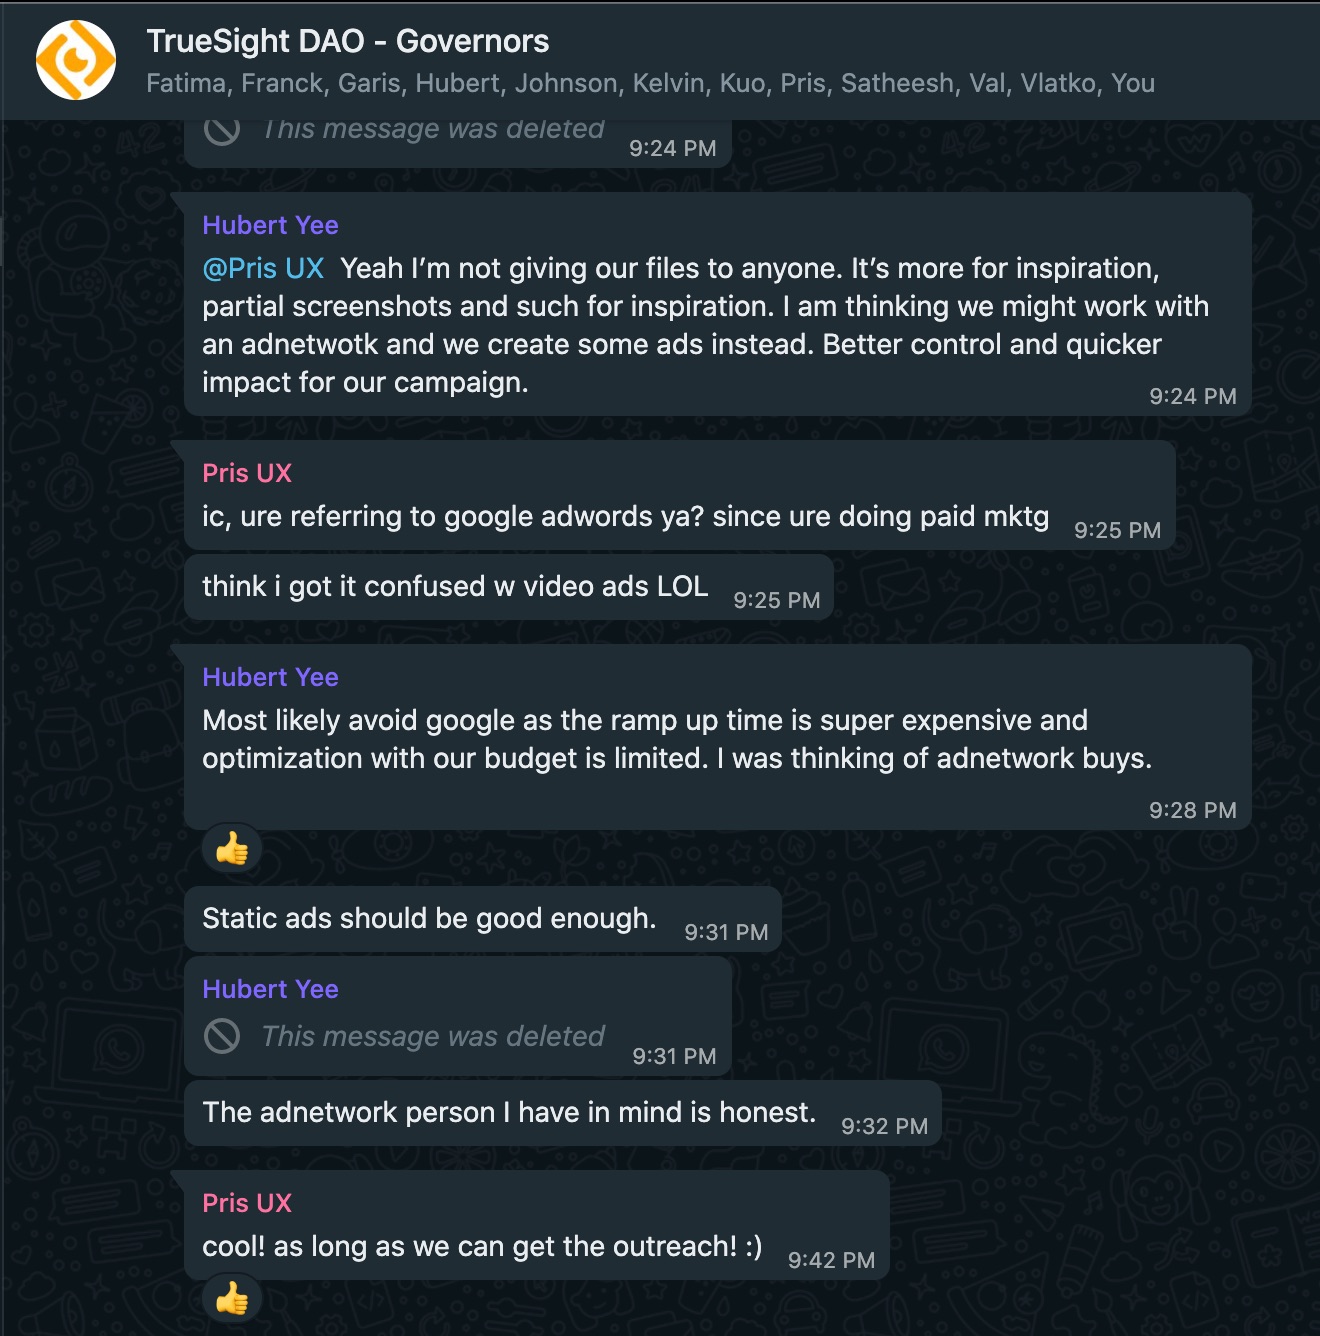 TrueSight DAO - Governors
Fatima, Franck, Garis, Hubert, Johnson, Kelvin, Kuo, Pris, Satheesh, Val, Vlatko, You
This message was deleted
9:24 PM
Hubert Yee
@Pris UX Yeah I’m not giving our files to anyone. It’s more for inspiration,
partial screenshots and such for inspiration. I am thinking we might work with
an adnetwotk and we create some ads instead. Better control and quicker
impact for our campaign.
9:24 PM
Pris UX
ic, ure referring to google adwords ya? since ure doing paid mktg
9:25 PM
think i got it confused w video ads LOL
9:25 PM
Hubert Yee
Most likely avoid google as the ramp up time is super expensive and
optimization with our budget is limited. I was thinking of adnetwork buys.
9:28 PM
Static ads should be good enough.
9:31 PM
Hubert Yee
This message was deleted
9:31 PM
The adnetwork person I have in mind is honest.
9:32 PM
Pris UX
cool! as long as we can get the outreach! :)
9:42 PM